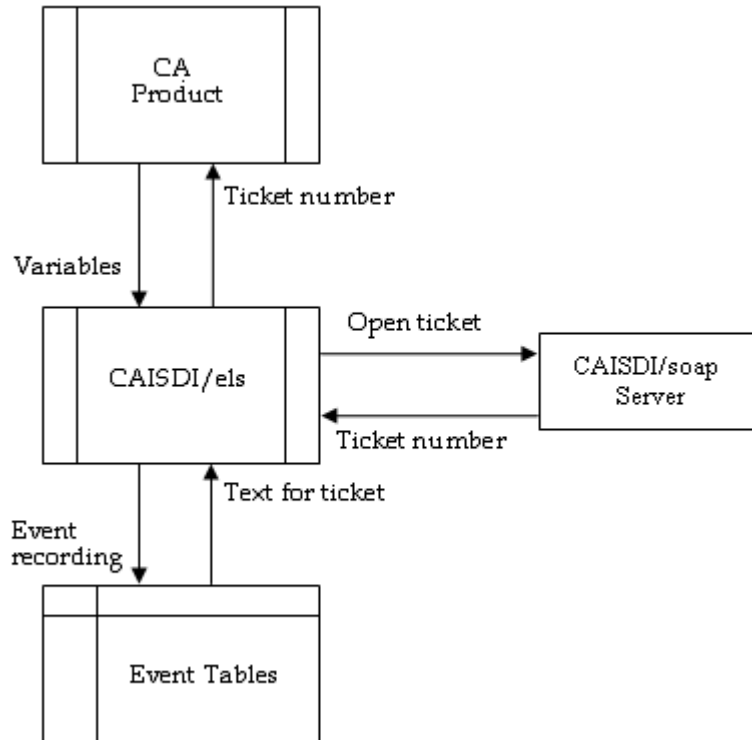 CA
Product
Ticket number
Variables
Open ticket
CAISDI/els
CAISDI/soap
Server
Ticket number
Text for ticket
Event
recording
Event Tables